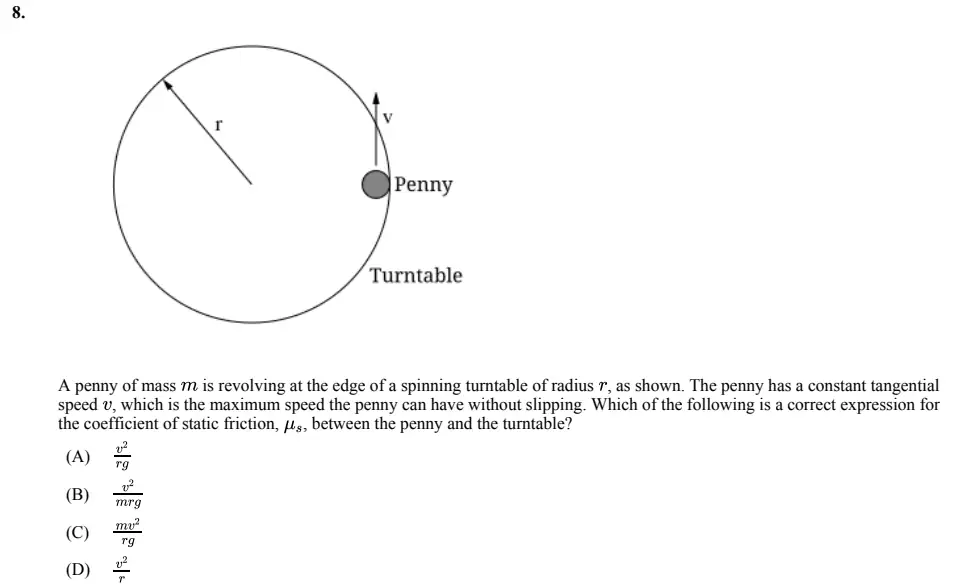 8.
r
v
Penny
Turntable
A penny of mass m is revolving at the edge of a spinning turntable of radius r, as shown. The penny has a constant tangential
speed v, which is the maximum speed the penny can have without slipping. Which of the following is a correct expression for
the coefficient of static friction, μₛ, between the penny and the turntable?
(A) v²/rg
(B) v²/mrg
(C) mv²/rg
(D) v²/r